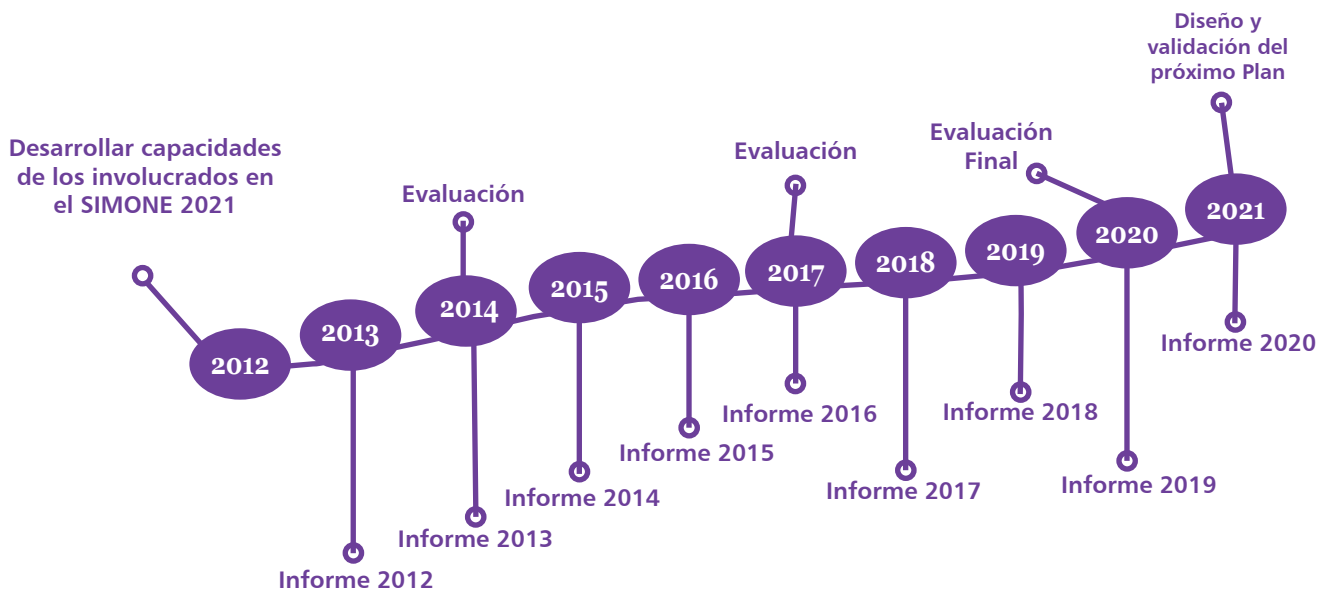 Diseño y
validación del
próximo Plan
Desarrollar capacidades
de los involucrados en
el SIMONE 2021
Evaluación
Evaluación
Evaluación
Final
2012
2013
2014
2015
2016
2017
2018
2019
2020
2021
Informe 2012
Informe 2013
Informe 2014
Informe 2015
Informe 2016
Informe 2017
Informe 2018
Informe 2019
Informe 2020